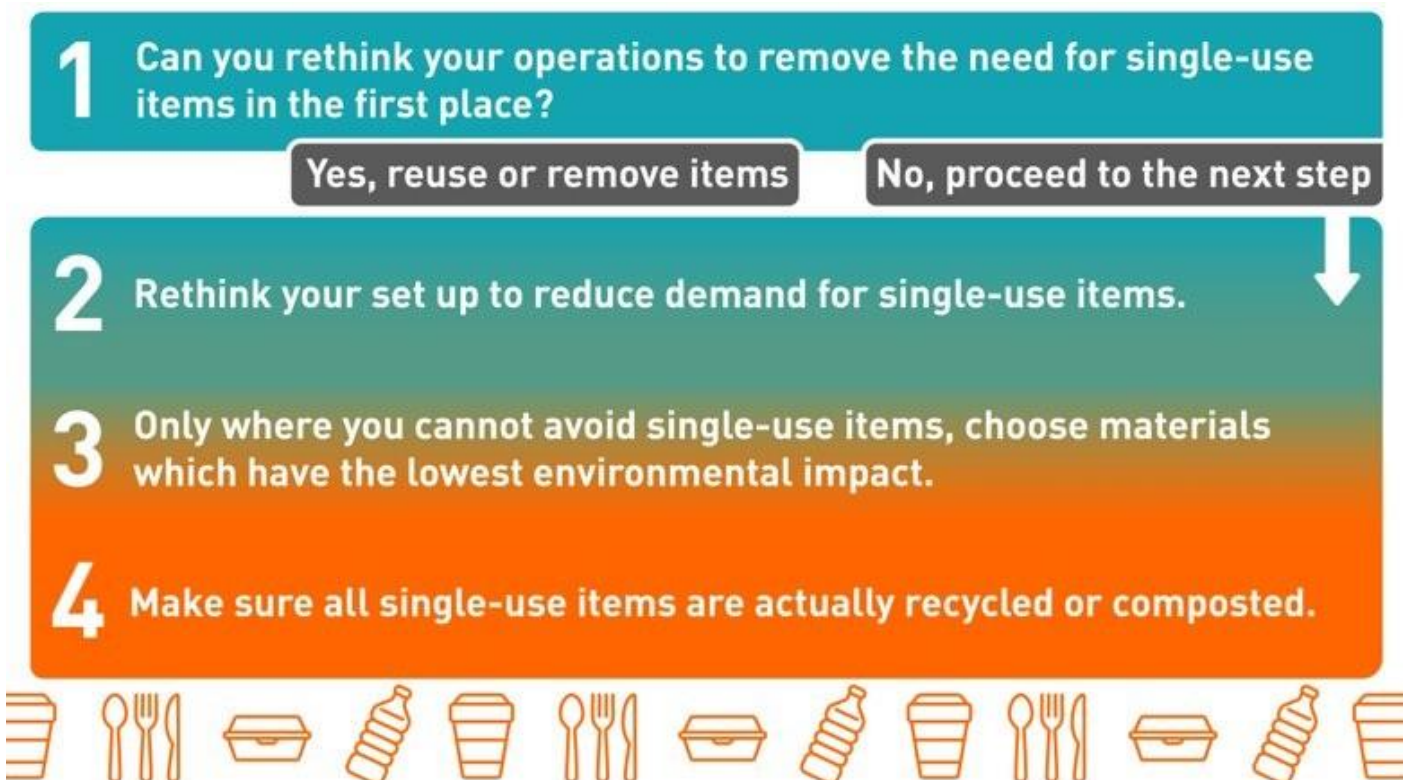 1 Can you rethink your operations to remove the need for single-use
items in the first place?
Yes, reuse or remove items
No, proceed to the next step
2 Rethink your set up to reduce demand for single-use items.
3 Only where you cannot avoid single-use items, choose materials
which have the lowest environmental impact.
4 Make sure all single-use items are actually recycled or composted.